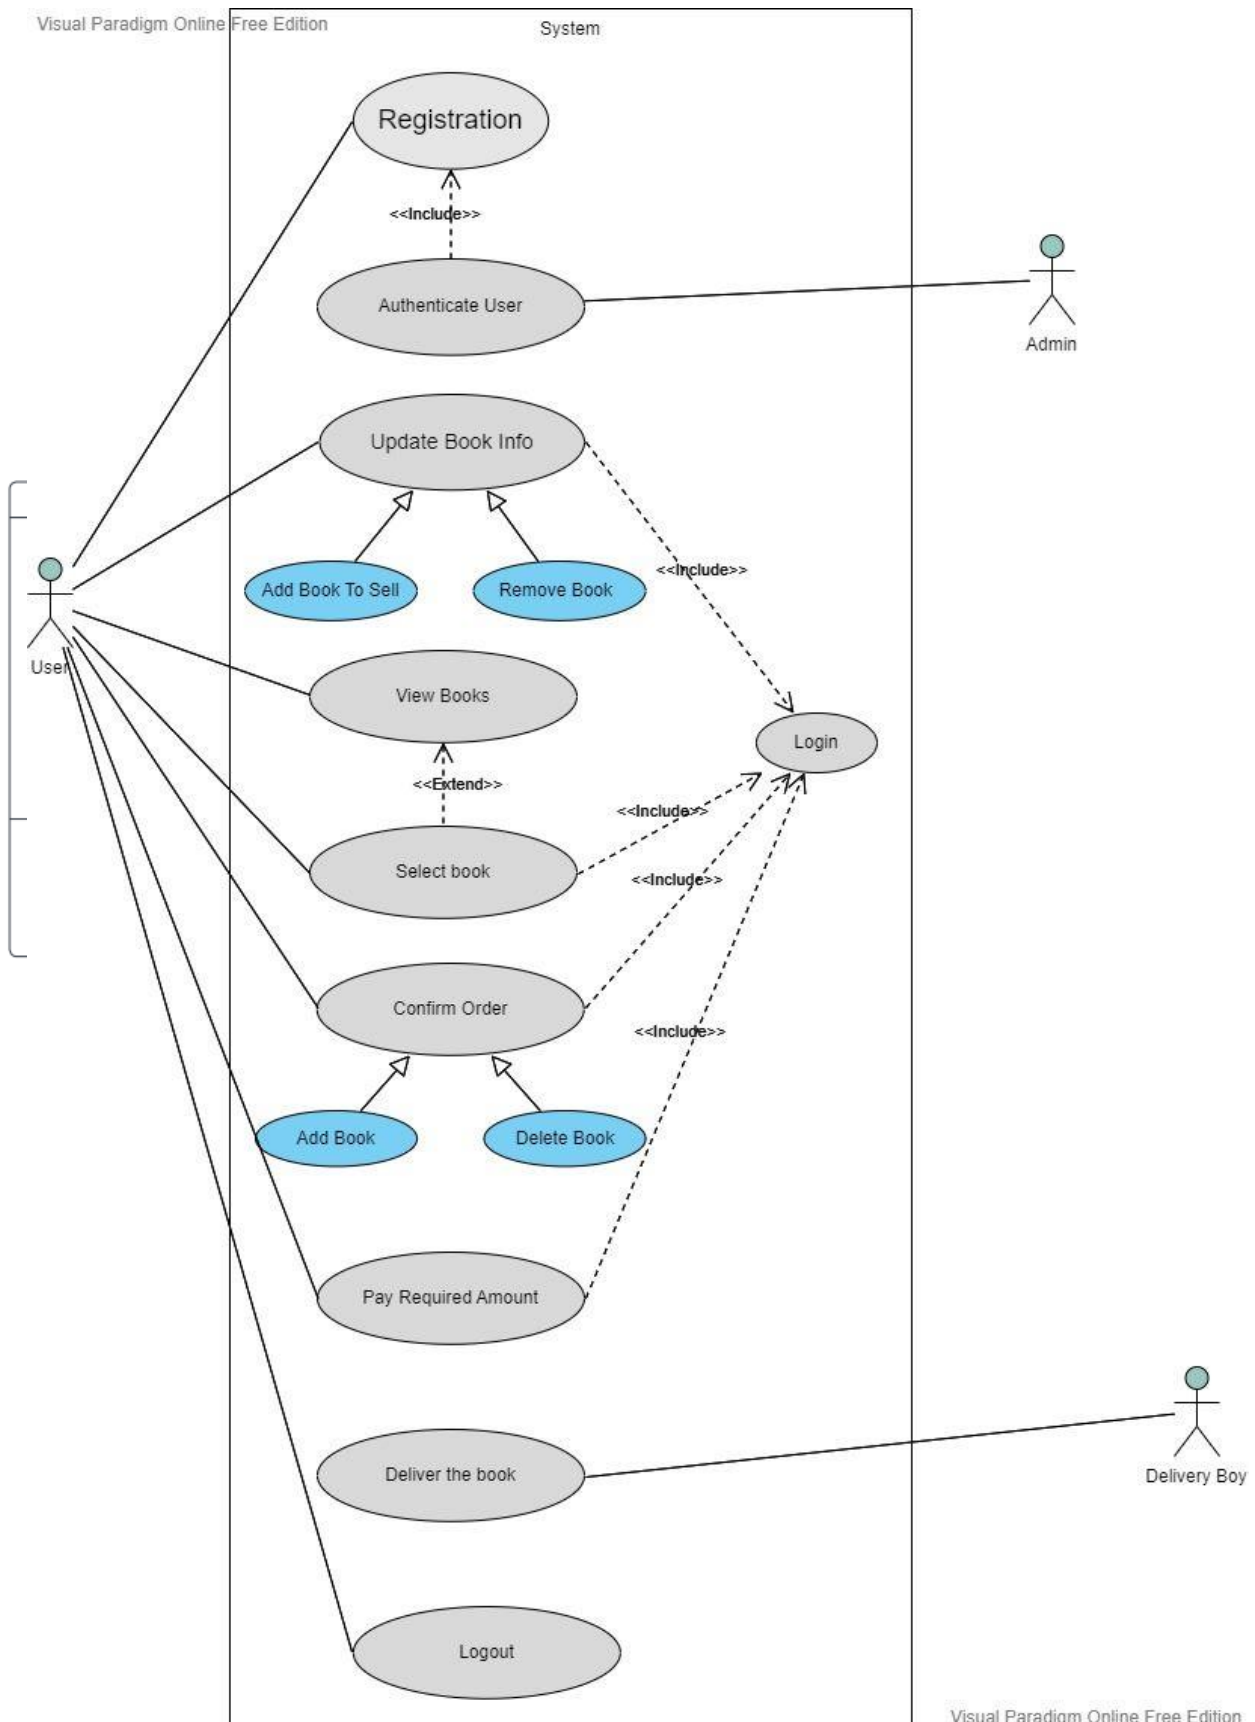 Visual Paradigm Online Free Edition
System
Registration
<<Include>>
Authenticate User
Admin
Update Book Info
<<Include>>
Add Book To Sell
Remove Book
User
View Books
Login
<<Extend>>
<<Include>>
Select book
<<Include>>
Confirm Order
<<Include>>
Add Book
Delete Book
Pay Required Amount
Deliver the book
Delivery Boy
Logout
Visual Paradigm Online Free Edition